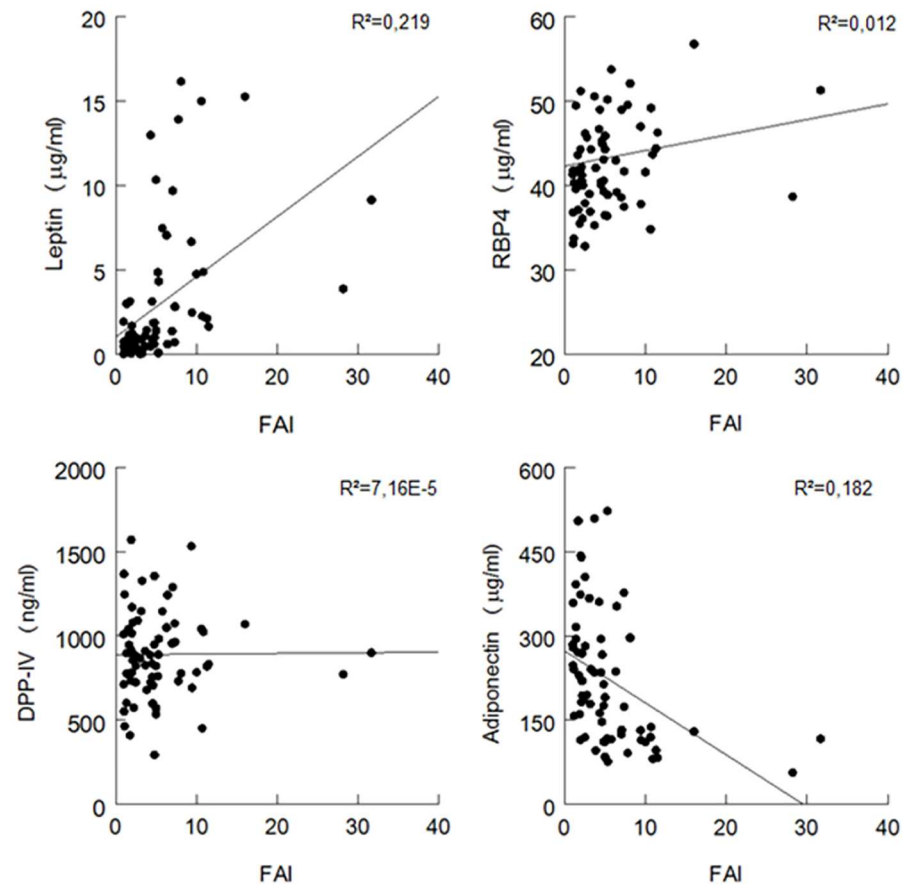 R²=0,219
20
15
10
5
0
0 10 20 30 40
Leptin (µg/ml)
FAI
R²=0,012
60
50
40
30
20
0 10 20 30 40
RBP4 (µg/ml)
FAI
R²=7,16E-5
2000
1500
1000
500
0
0 10 20 30 40
DPP-IV (ng/ml)
FAI
R²=0,182
600
450
300
150
0
0 10 20 30 40
Adiponectin (µg/ml)
FAI